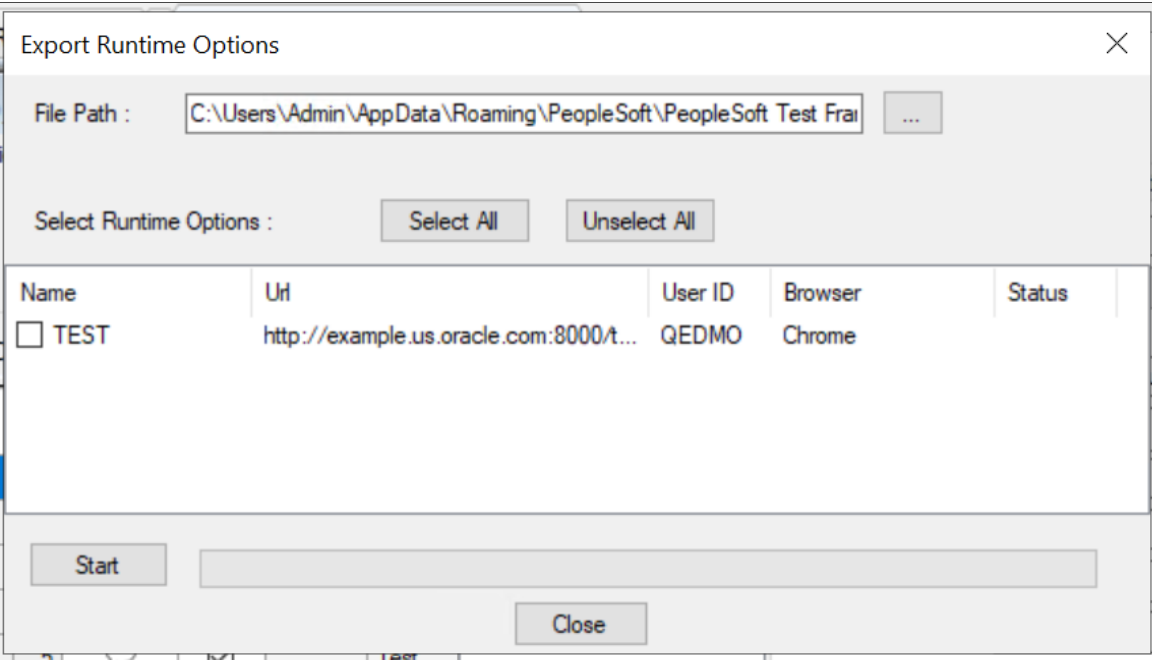 Export Runtime Options
File Path :
C:\Users\Admin\AppData\Roaming\PeopleSoft\PeopleSoft Test Fra
...
Select Runtime Options :
Select All
Unselect All
Name Url User ID Browser Status
TEST http://example.us.oracle.com:8000/t... QEDMO Chrome
Start
Close